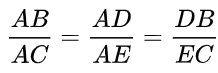 AB/AC = AD/AE = DB/EC